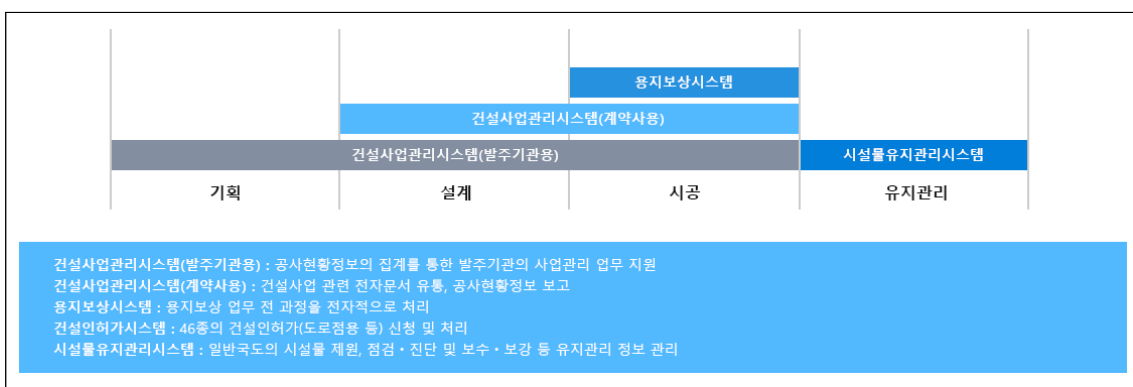 용지보상시스템
건설사업관리시스템(계약사용)
건설사업관리시스템(발주기관용) 시설물유지관리시스템
기획 설계 시공 유지관리
건설사업관리시스템(발주기관용) : 공사현황정보의 집계를 통한 발주기관의 사업관리 업무 지원
건설사업관리시스템(계약사용) : 건설사업 관련 전자문서 유통, 공사현황정보 보고
용지보상시스템 : 용지보상 업무 전 과정을 전자적으로 처리
건설인허가시스템 : 46종의 건설인허가(도로점용 등) 신청 및 처리
시설물유지관리시스템 : 일반국도의 시설물 제원, 점검・진단 및 보수・보강 등 유지관리 정보 관리